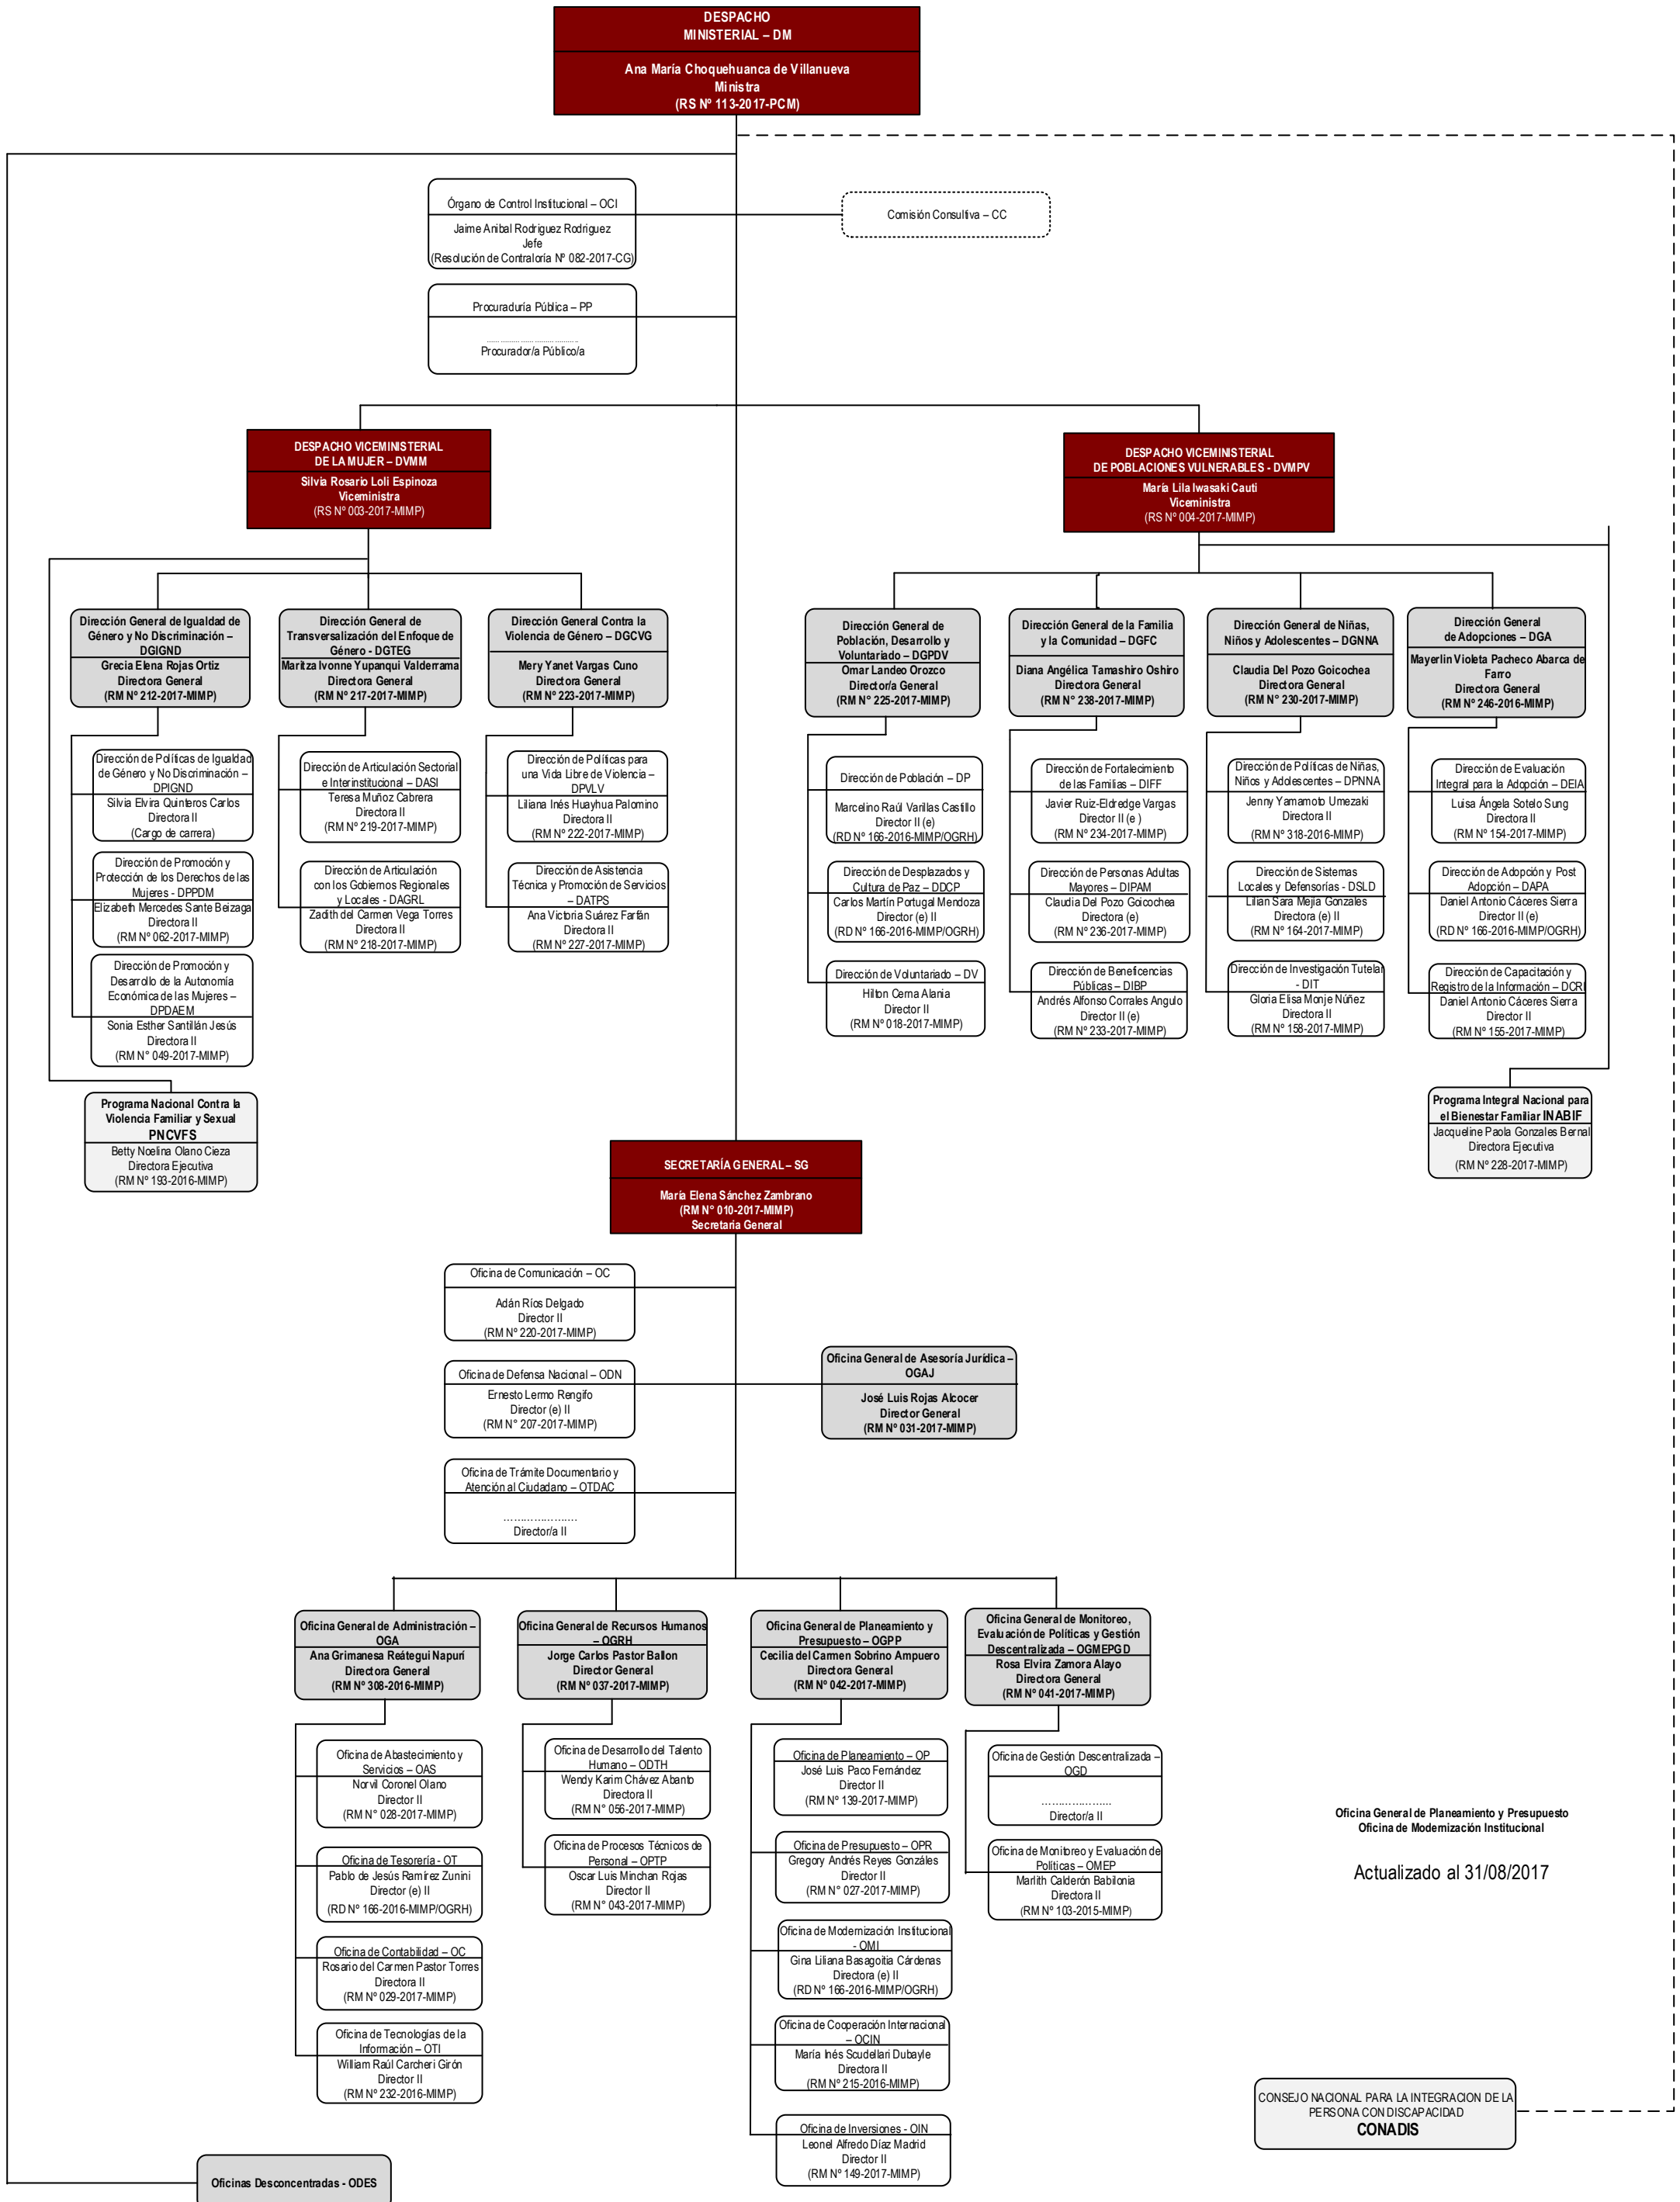 DESPACHO
MINISTERIAL – DM
Ana María Choquehuanca de Villanueva
Ministra
(RS Nº 113-2017-PCM)
Órgano de Control Institucional – OCI
Jaime Anibal Rodriguez Rodriguez
Jefe
(Resolución de Contraloría Nº 082-2017-CG)
Comisión Consultiva – CC
Procuraduría Pública – PP
......................................
Procurador/a Público/a
DESPACHO VICEMINISTERIAL
DE LA MUJER – DVMM
Silvia Rosario Loli Espinoza
Viceministra
(RS Nº 003-2017-MIMP)
DESPACHO VICEMINISTERIAL
DE POBLACIONES VULNERABLES - DVMPV
María Lila Iwasaki Cauti
Viceministra
(RS Nº 004-2017-MIMP)
Dirección General de Igualdad de
Género y No Discriminación –
DGIGND
Grecia Elena Rojas Ortiz
Directora General
(RM Nº 212-2017-MIMP)
Dirección General de
Transversalización del Enfoque de
Género - DGTEG
Maritza Ivonne Yupanqui Valderrama
Directora General
(RM Nº 217-2017-MIMP)
Dirección General Contra la
Violencia de Género – DGCVG
Mery Yanet Vargas Cuno
Directora General
(RM Nº 223-2017-MIMP)
Dirección General de
Población, Desarrollo y
Voluntariado – DGPDV
Omar Landeo Orozco
Director/a General
(RM N° 225-2017-MIMP)
Dirección General de la Familia
y la Comunidad – DGFC
Diana Angélica Tamashiro Oshiro
Directora General
(RM Nº 238-2017-MIMP)
Dirección General de Niñas,
Niños y Adolescentes – DGNNA
Claudia Del Pozo Goicochea
Directora General
(RM N° 230-2017-MIMP)
Dirección General
de Adopciones – DGA
Mayerlin Violeta Pacheco Abarca de
Farro
Directora General
(RM N° 246-2016-MIMP)
Dirección de Políticas de Igualdad
de Género y No Discriminación –
DPIGND
Silvia Elvira Quinteros Carlos
Directora II
(Cargo de carrera)
Dirección de Promoción y
Protección de los Derechos de las
Mujeres - DPPDM
Elizabeth Mercedes Sante Beizaga
Directora II
(RM Nº 062-2017-MIMP)
Dirección de Promoción y
Desarrollo de la Autonomía
Económica de las Mujeres –
DPDAEM
Sonia Esther Santillán Jesús
Directora II
(RM N° 049-2017-MIMP)
Dirección de Articulación Sectorial
e Interinstitucional – DASI
Teresa Muñoz Cabrera
Directora II
(RM Nº 219-2017-MIMP)
Dirección de Articulación
con los Gobiernos Regionales
y Locales - DAGRL
Zadith del Carmen Vega Torres
Directora II
(RM Nº 218-2017-MIMP)
Dirección de Políticas para
una Vida Libre de Violencia –
DPVLV
Liliana Inés Huayhua Palomino
Directora II
(RM Nº 222-2017-MIMP)
Dirección de Asistencia
Técnica y Promoción de Servicios
– DATPS
Ana Victoria Suárez Farfán
Directora II
(RM Nº 227-2017-MIMP)
Dirección de Población – DP
Marcelino Raúl Varillas Castillo
Director II (e)
(RD Nº 166-2016-MIMP/OGRH)
Dirección de Desplazados y
Cultura de Paz – DDCP
Carlos Martín Portugal Mendoza
Director (e) II
(RD Nº 166-2016-MIMP/OGRH)
Dirección de Voluntariado – DV
Hilton Cerna Alania
Director II
(RM Nº 018-2017-MIMP)
Dirección de Fortalecimiento
de las Familias – DIFF
Javier Ruiz-Eldredge Vargas
Director II (e )
(RM Nº 234-2017-MIMP)
Dirección de Personas Adultas
Mayores – DIPAM
Claudia Del Pozo Goicochea
Directora (e)
(RM Nº 236-2017-MIMP)
Dirección de Beneficencias
Públicas – DIBP
Andrés Alfonso Corrales Angulo
Director II (e)
(RM Nº 233-2017-MIMP)
Dirección de Políticas de Niñas,
Niños y Adolescentes – DPNNA
Jenny Yamamoto Umezaki
Directora II
(RM Nº 318-2016-MIMP)
Dirección de Sistemas
Locales y Defensorías - DSLD
Lilian Sara Mejía Gonzales
Directora (e) II
(RM Nº 164-2017-MIMP)
Dirección de Investigación Tutelar
- DIT
Gloria Elisa Monje Núñez
Directora II
(RM Nº 158-2017-MIMP)
Dirección de Evaluación
Integral para la Adopción – DEIA
Luisa Ángela Sotelo Sung
Directora II
(RM Nº 154-2017-MIMP)
Dirección de Adopción y Post
Adopción – DAPA
Daniel Antonio Cáceres Sierra
Director II (e)
(RD Nº 166-2016-MIMP/OGRH)
Dirección de Capacitación y
Registro de la Información – DCRI
Daniel Antonio Cáceres Sierra
Director II
(RM Nº 155-2017-MIMP)
Programa Nacional Contra la
Violencia Familiar y Sexual
PNCVFS
Betty Noelina Olano Cieza
Directora Ejecutiva
(RM N° 193-2016-MIMP)
Programa Integral Nacional para
el Bienestar Familiar INABIF
Jacqueline Paola Gonzales Bernal
Directora Ejecutiva
(RM Nº 228-2017-MIMP)
SECRETARÍA GENERAL – SG
María Elena Sánchez Zambrano
(RM N° 010-2017-MIMP)
Secretaria General
Oficina de Comunicación – OC
Adán Ríos Delgado
Director II
(RM Nº 220-2017-MIMP)
Oficina de Defensa Nacional – ODN
Ernesto Lermo Rengifo
Director (e) II
(RM N° 207-2017-MIMP)
Oficina General de Asesoría Jurídica –
OGAJ
José Luis Rojas Alcocer
Director General
(RM Nº 031-2017-MIMP)
Oficina de Trámite Documentario y
Atención al Ciudadano – OTDAC
.......................
Director/a II
Oficina General de Administración –
OGA
Ana Grimanesa Reátegui Napurí
Directora General
(RM Nº 308-2016-MIMP)
Oficina General de Recursos Humanos
– OGRH
Jorge Carlos Pastor Ballon
Director General
(RM Nº 037-2017-MIMP)
Oficina General de Planeamiento y
Presupuesto – OGPP
Cecilia del Carmen Sobrino Ampuero
Directora General
(RM Nº 042-2017-MIMP)
Oficina General de Monitoreo,
Evaluación de Políticas y Gestión
Descentralizada – OGMEPGD
Rosa Elvira Zamora Alayo
Directora General
(RM Nº 041-2017-MIMP)
Oficina de Abastecimiento y
Servicios – OAS
Norvil Coronel Olano
Director II
(RM Nº 028-2017-MIMP)
Oficina de Tesorería - OT
Pablo de Jesús Ramírez Zunini
Director (e) II
(RD Nº 166-2016-MIMP/OGRH)
Oficina de Contabilidad – OC
Rosario del Carmen Pastor Torres
Directora II
(RM Nº 029-2017-MIMP)
Oficina de Tecnologías de la
Información – OTI
William Raúl Carcheri Girón
Director II
(RM Nº 232-2016-MIMP)
Oficina de Desarrollo del Talento
Humano – ODTH
Wendy Karim Chávez Abanto
Directora II
(RM N° 056-2017-MIMP)
Oficina de Procesos Técnicos de
Personal – OPTP
Oscar Luis Minchan Rojas
Director II
(RM Nº 043-2017-MIMP)
Oficina de Planeamiento – OP
José Luis Paco Fernández
Director II
(RM Nº 139-2017-MIMP)
Oficina de Presupuesto – OPR
Gregory Andrés Reyes Gonzáles
Director II
(RM Nº 027-2017-MIMP)
Oficina de Modernización Institucional
- OMI
Gina Liliana Basagoitia Cárdenas
Directora (e) II
(RD Nº 166-2016-MIMP/OGRH)
Oficina de Cooperación Internacional
– OCIN
María Inés Scudellari Dubayle
Directora II
(RM Nº 215-2016-MIMP)
Oficina de Inversiones - OIN
Leonel Alfredo Díaz Madrid
Director II
(RM Nº 149-2017-MIMP)
Oficina de Gestión Descentralizada –
OGD
.....................
Director/a II
Oficina de Monitoreo y Evaluación de
Políticas – OMEP
Marlith Calderón Babilonia
Directora II
(RM Nº 103-2015-MIMP)
Oficina General de Planeamiento y Presupuesto
Oficina de Modernización Institucional
Actualizado al 31/08/2017
CONSEJO NACIONAL PARA LA INTEGRACION DE LA
PERSONA CON DISCAPACIDAD
CONADIS
Oficinas Desconcentradas - ODES